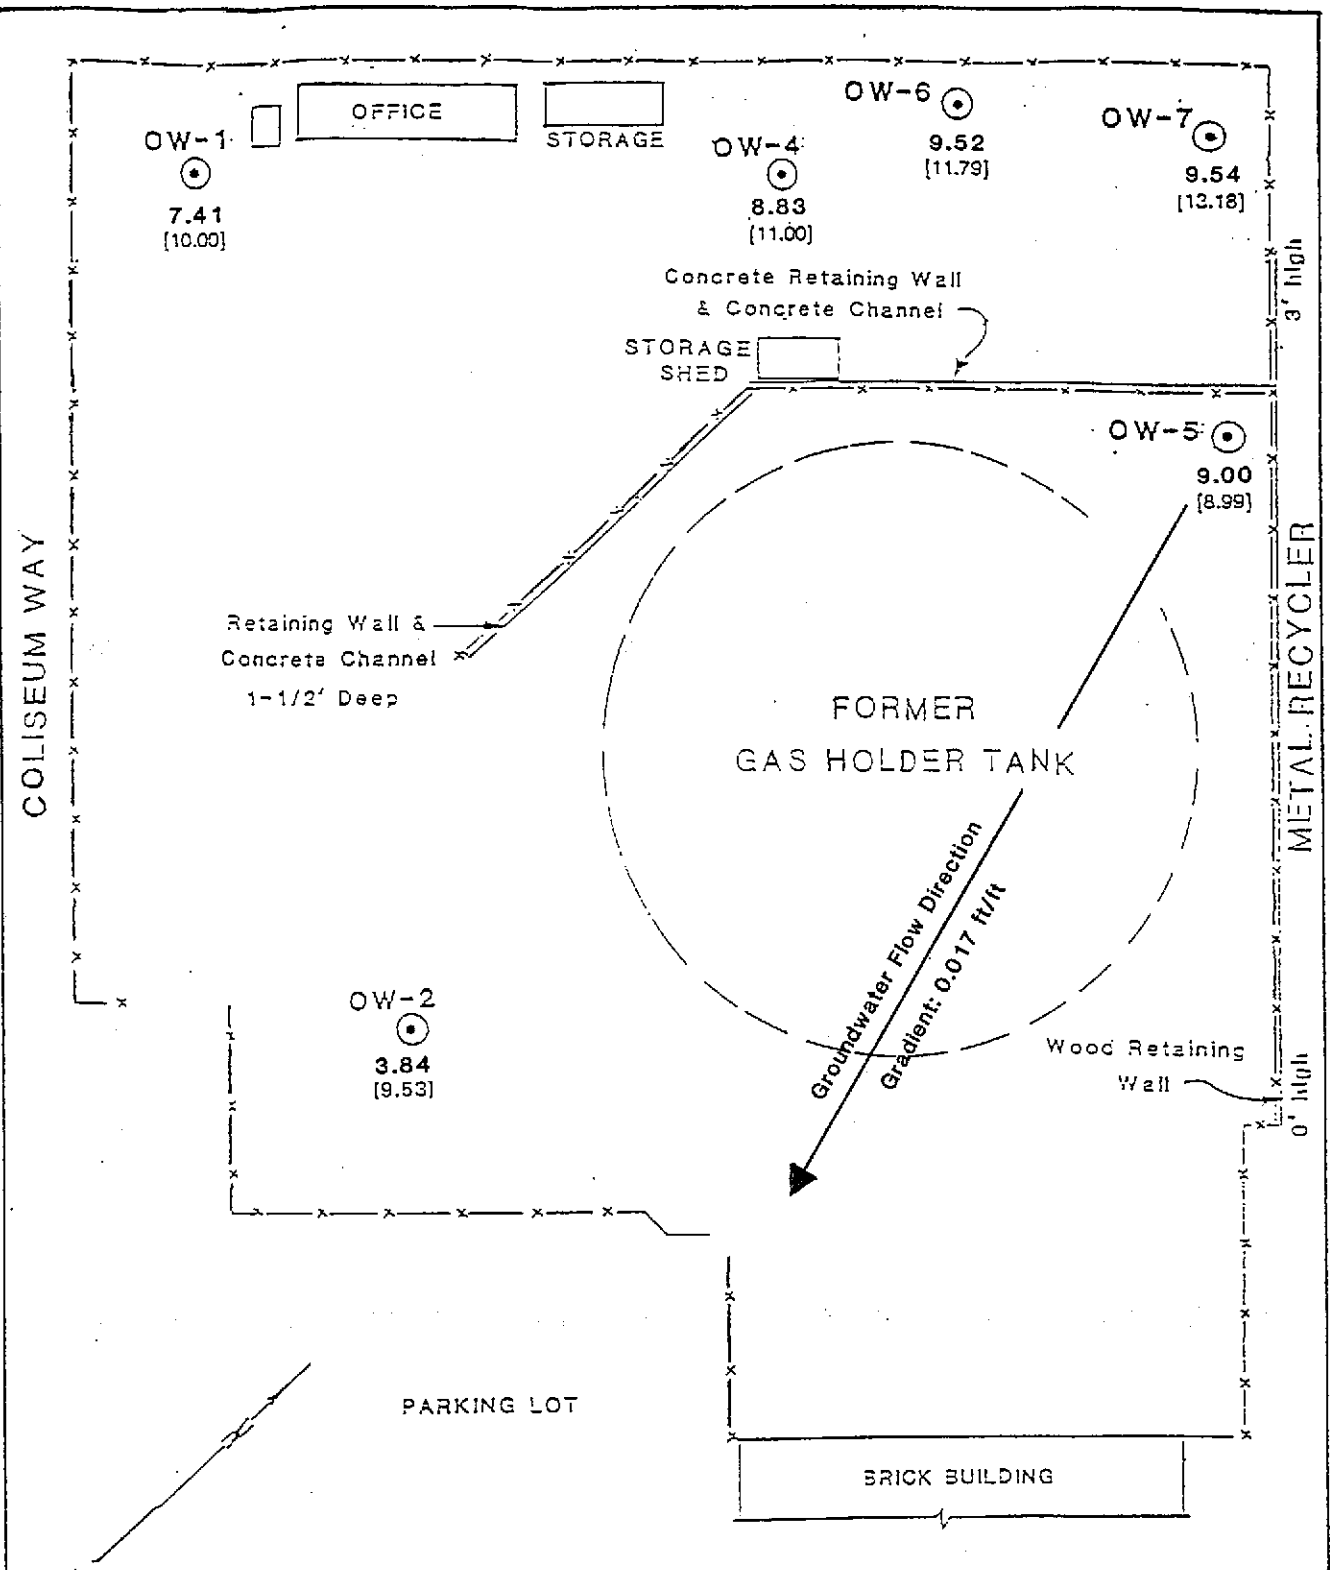 OFFICE
STORAGE
OW-1
7.41
[10.00]
OW-4
8.83
[11.00]
OW-6
9.52
[11.79]
OW-7
9.54
[13.18]
3' high
Concrete Retaining Wall
& Concrete Channel
STORAGE
SHED
OW-5
9.00
[8.99]
COLISEUM WAY
METAL RECYCLER
Retaining Wall &
Concrete Channel
1-1/2' Deep
FORMER
GAS HOLDER TANK
Groundwater Flow Direction
Gradient: 0.017 ft/ft
OW-2
3.84
[9.53]
Wood Retaining
Wall
0' high
PARKING LOT
BRICK BUILDING